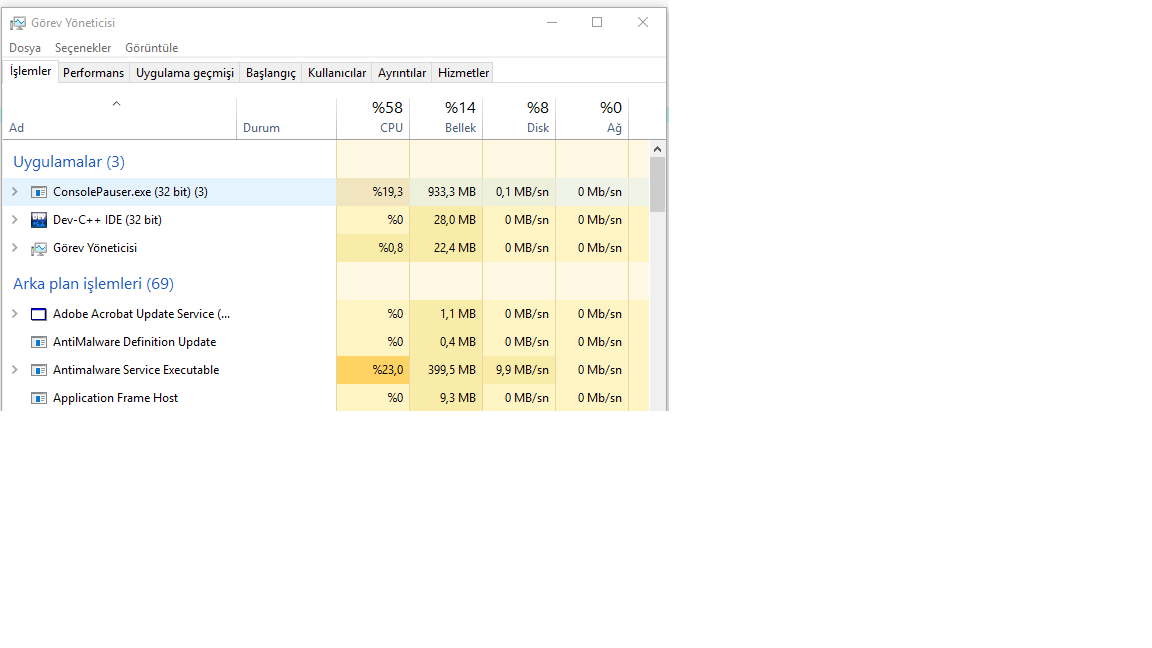 Görev Yöneticisi
Dosya Seçenekler Görüntüle
İşlemler Performans Uygulama geçmişi Başlangıç Kullanıcılar Ayrıntılar Hizmetler
%58 %14 %8 %0
Ad Durum CPU Bellek Disk Ağ
Uygulamalar (3)
ConsolePauser.exe (32 bit) (3) %19,3 933,3 MB 0,1 MB/sn 0 Mb/sn
Dev-C++ IDE (32 bit) %0 28,0 MB 0 MB/sn 0 Mb/sn
Görev Yöneticisi %0,8 22,4 MB 0 MB/sn 0 Mb/sn
Arka plan işlemleri (69)
Adobe Acrobat Update Service (... %0 1,1 MB 0 MB/sn 0 Mb/sn
AntiMalware Definition Update %0 0,4 MB 0 MB/sn 0 Mb/sn
Antimalware Service Executable %23,0 399,5 MB 9,9 MB/sn 0 Mb/sn
Application Frame Host %0 9,3 MB 0 MB/sn 0 Mb/sn